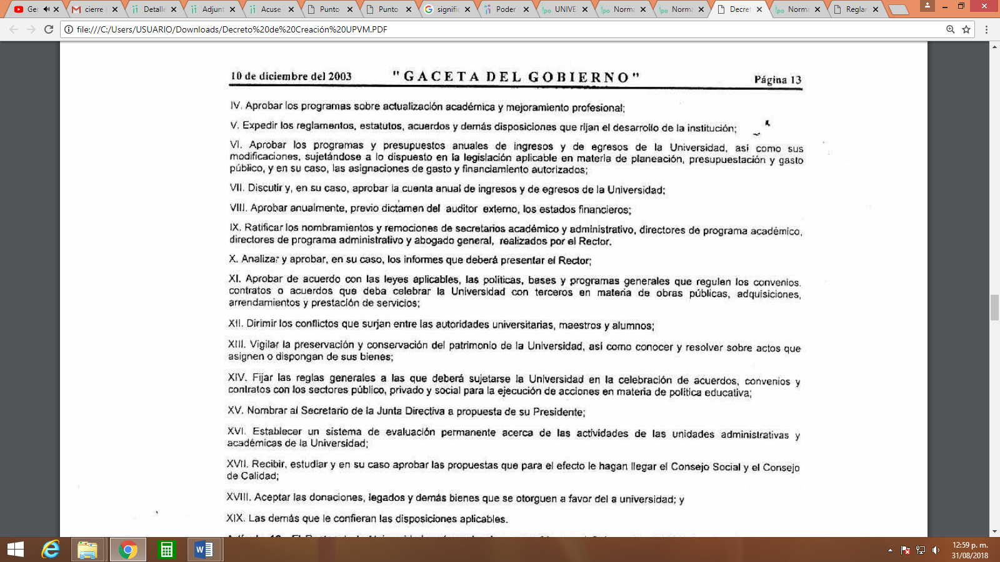 Ger
cierre
Detalle
Adjunt
Acuse
Punto
Punto
signific
Poder
UNIVE
Norma
Norma
Decret
Norma
Reglar
file:///C:/Users/USUARIO/Downloads/Decreto%20de%20Creación%20UPVM.PDF
10 de diciembre del 2003 "GACETA DEL GOBIERNO" Página 13
IV. Aprobar los programas sobre actualización académica y mejoramiento profesional;
V. Expedir los reglamentos, estatutos, acuerdos y demás disposiciones que rijan el desarrollo de la institución;
VI. Aprobar los programas y presupuestos anuales de ingresos y de egresos de la Universidad, así como sus
modificaciones, sujetándose a lo dispuesto en la legislación aplicable en materia de planeación, presupuestación y gasto
público, y en su caso, las asignaciones de gasto y financiamiento autorizados;
VII. Discutir y, en su caso, aprobar la cuenta anual de ingresos y de egresos de la Universidad;
VIII. Aprobar anualmente, previo dictamen del auditor externo, los estados financieros;
IX. Ratificar los nombramientos y remociones de secretarios académico y administrativo, directores de programa académico,
directores de programa administrativo y abogado general, realizados por el Rector.
X. Analizar y aprobar, en su caso, los informes que deberá presentar el Rector;
XI. Aprobar de acuerdo con las leyes aplicables, las políticas, bases y programas generales que regulen los convenios.
contratos o acuerdos que deba celebrar la Universidad con terceros en materia de obras públicas, adquisiciones,
arrendamientos y prestación de servicios;
XII. Dirimir los conflictos que surjan entre las autoridades universitarias, maestros y alumnos;
XIII. Vigilar la preservación y conservación del patrimonio de la Universidad, así como conocer y resolver sobre actos que
asignen o dispongan de sus bienes;
XIV. Fijar las reglas generales a las que deberá sujetarse la Universidad en la celebración de acuerdos, convenios y
contratos con los sectores público, privado y social para la ejecución de acciones en materia de política educativa;
XV. Nombrar al Secretario de la Junta Directiva a propuesta de su Presidente;
XVI. Establecer un sistema de evaluación permanente acerca de las actividades de las unidades administrativas y
académicas de la Universidad;
XVII. Recibir, estudiar y en su caso aprobar las propuestas que para el efecto le hagan llegar el Consejo Social y el Consejo
de Calidad;
XVIII. Aceptar las donaciones, legados y demás bienes que se otorguen a favor del a universidad; y
XIX. Las demás que le confieran las disposiciones aplicables.
12:59 p. m.
31/08/2018